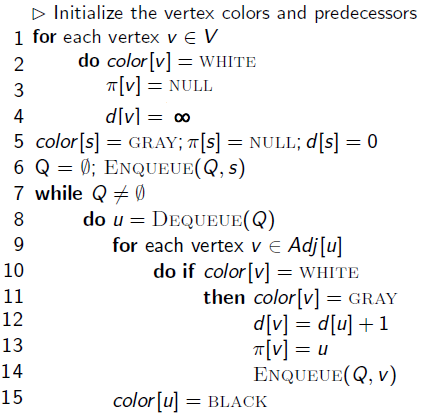 ▷ Initialize the vertex colors and predecessors
1 for each vertex v ∈ V
2 do color[v] = WHITE
3 π[v] = NULL
4 d[v] = ∞
5 color[s] = GRAY; π[s] = NULL; d[s] = 0
6 Q = ∅; ENQUEUE(Q, s)
7 while Q ≠ ∅
8 do u = DEQUEUE(Q)
9 for each vertex v ∈ Adj[u]
10 do if color[v] = WHITE
11 then color[v] = GRAY
12 d[v] = d[u] + 1
13 π[v] = u
14 ENQUEUE(Q, v)
15 color[u] = BLACK